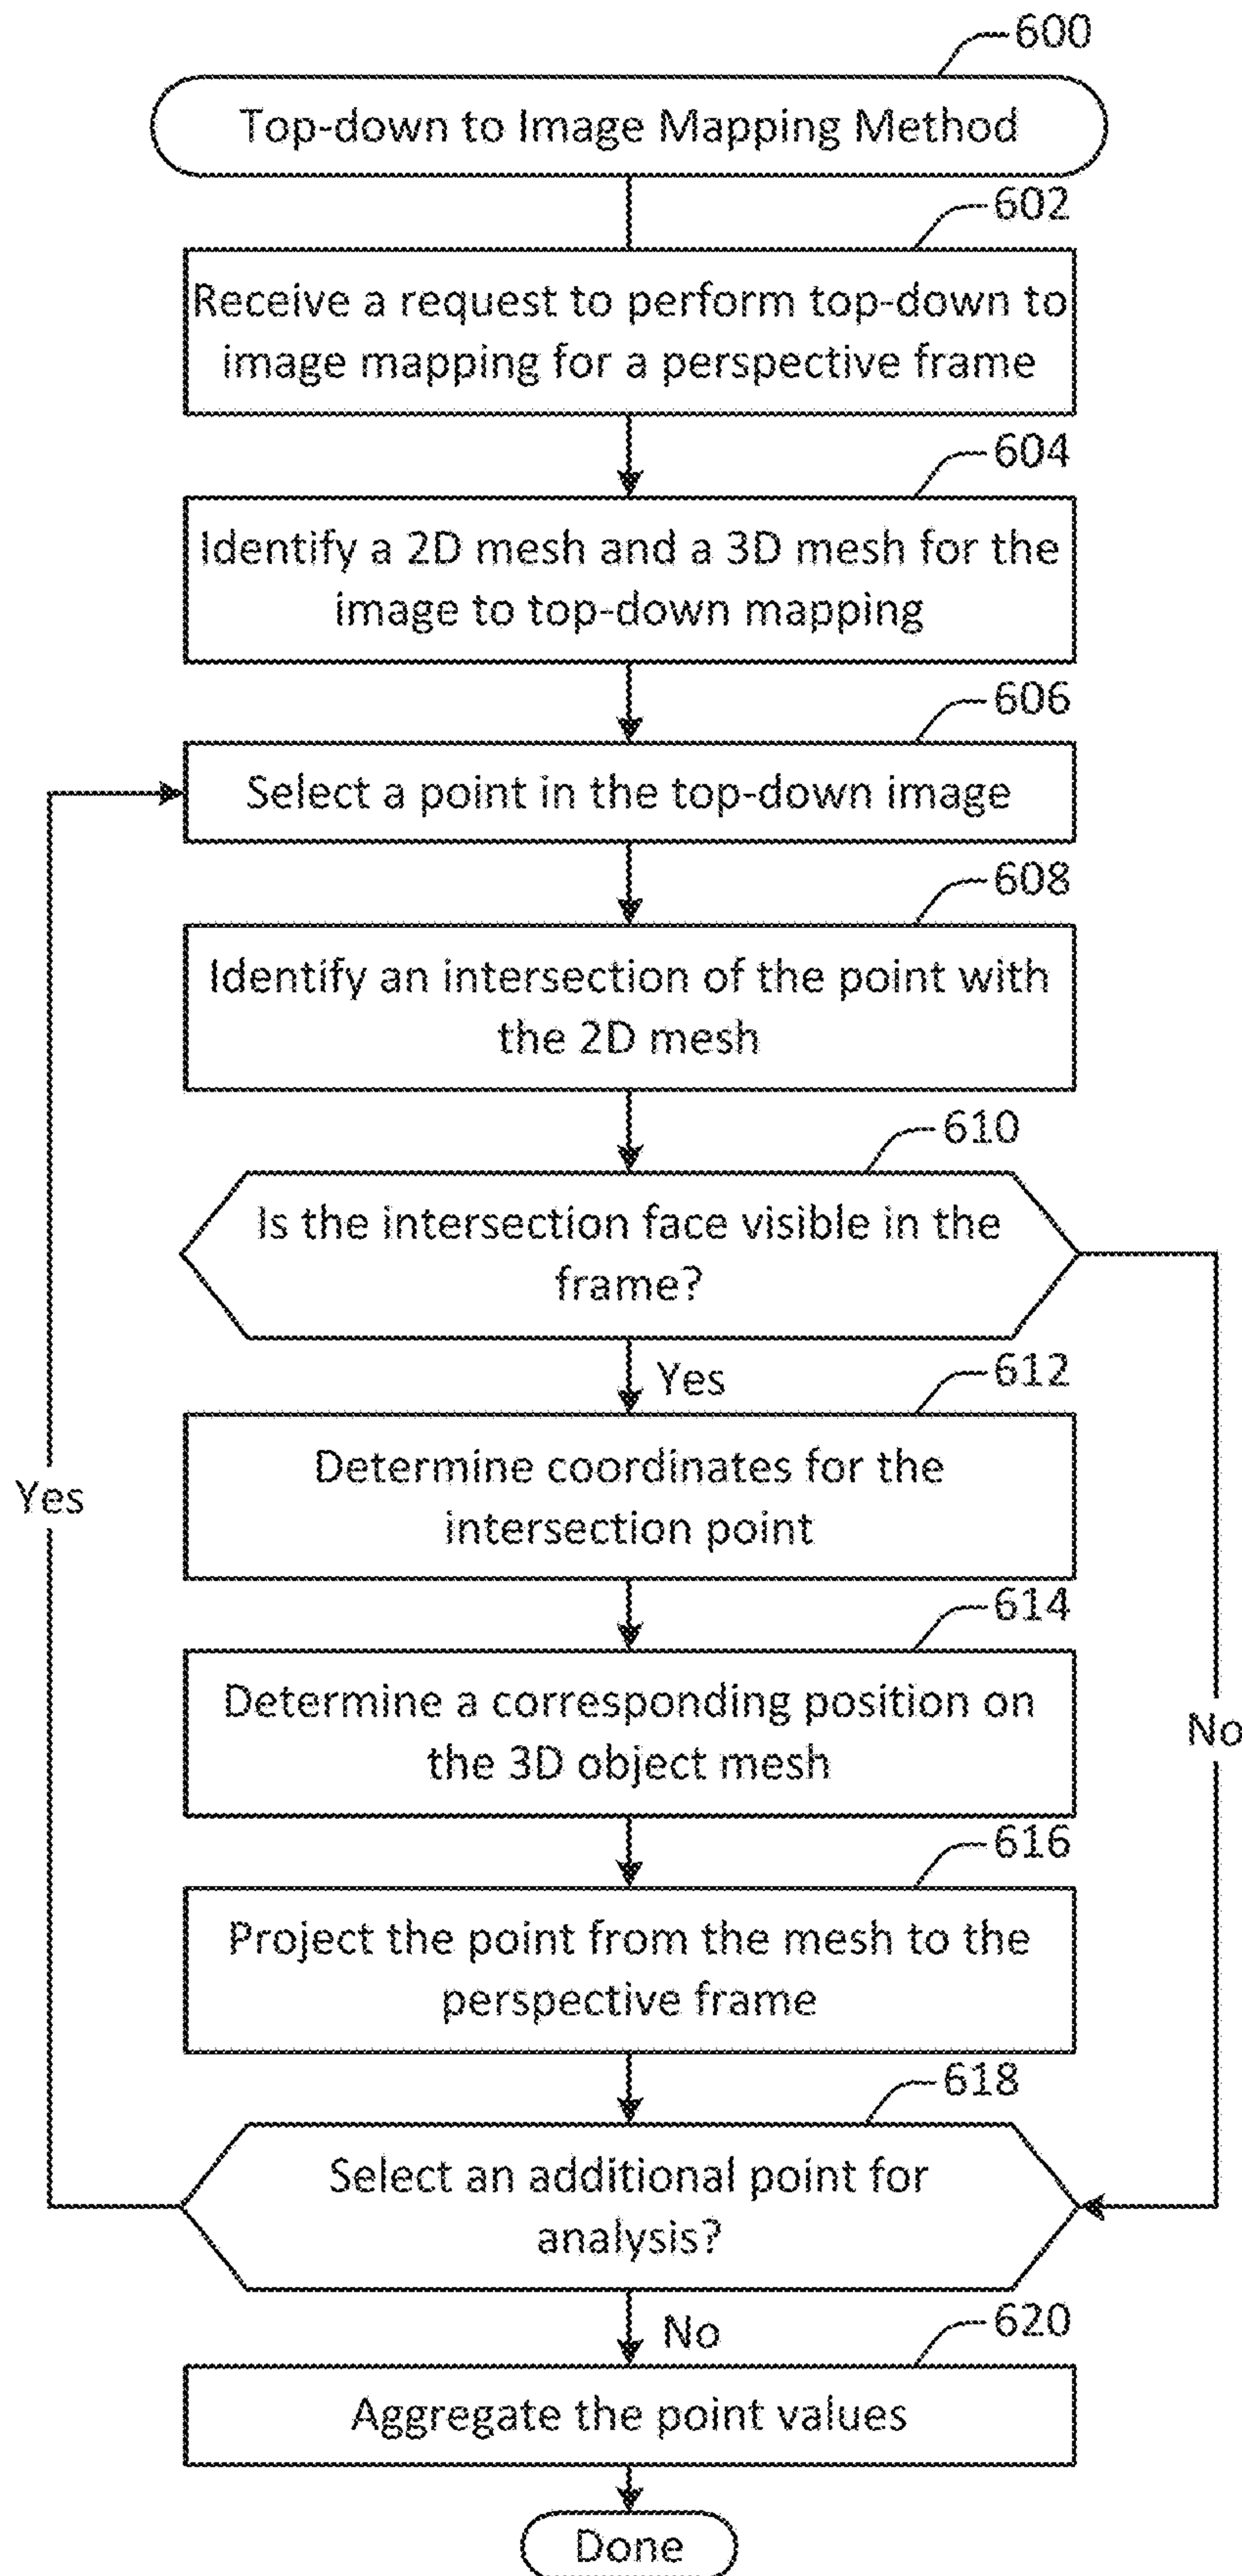 600
Top-down to Image Mapping Method
602
Receive a request to perform top-down to
image mapping for a perspective frame
604
Identify a 2D mesh and a 3D mesh for the
image to top-down mapping
606
Select a point in the top-down image
608
Identify an intersection of the point with
the 2D mesh
610
Is the intersection face visible in the
frame?
Yes
612
Determine coordinates for the
intersection point
Yes
614
Determine a corresponding position on
the 3D object mesh
No
616
Project the point from the mesh to the
perspective frame
618
Select an additional point for
analysis?
No
620
Aggregate the point values
Done